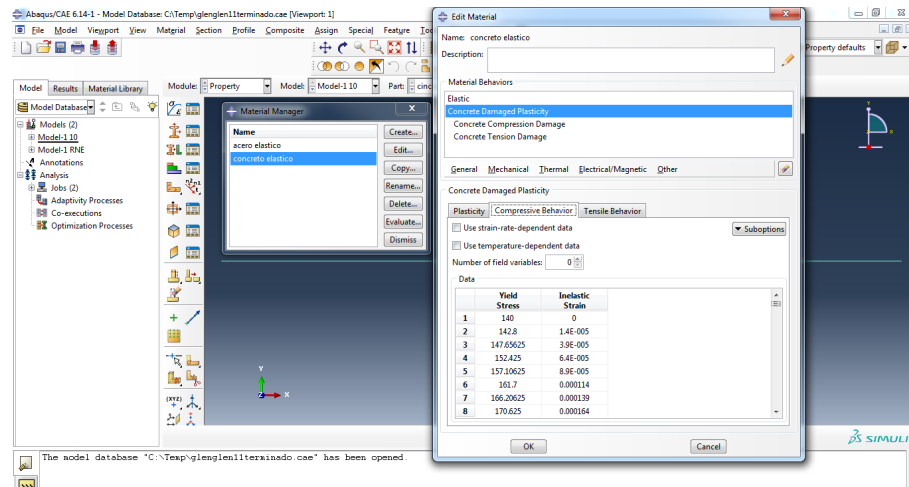 Abaqus/CAE 6.14-1 - Model Database: C:\Temp\glenglen11terminado.cae [Viewport: 1]
File Model Viewport View Material Section Profile Composite Assign Special Feature
Property defaults
Model Results Material Library
Module: Property Model: Model-1 10 Part:
Model Database
Models (2)
Model-1 10
Model-1 RNE
Annotations
Analysis
Jobs (2)
Adaptivity Processes
Co-executions
Optimization Processes
Material Manager
Name
acero elastico
concreto elastico
Create...
Edit...
Copy...
Rename...
Delete...
Evaluate...
Dismiss
Edit Material
Name: concreto elastico
Description:
Material Behaviors
Elastic
Concrete Damaged Plasticity
Concrete Compression Damage
Concrete Tension Damage
General Mechanical Thermal Electrical/Magnetic Other
Concrete Damaged Plasticity
Plasticity Compressive Behavior Tensile Behavior
Use strain-rate-dependent data
Suboptions
Use temperature-dependent data
Number of field variables: 0
Data
Yield Stress Inelastic Strain
1 140 0
2 142.8 1.4E-005
3 147.65625 3.9E-005
4 152.425 6.4E-005
5 157.10625 8.9E-005
6 161.7 0.000114
7 166.20625 0.000139
8 170.625 0.000164
OK Cancel
Y
Z X
SIMULI
The model database "C:\Temp\glenglen11terminado.cae" has been opened.